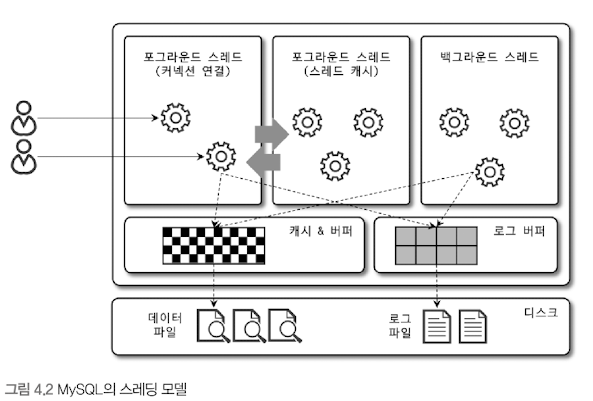 포그라운드 스레드
(커넥션 연결)
포그라운드 스레드
(스레드 캐시)
백그라운드 스레드
캐시 & 버퍼
로그 버퍼
데이터
파일
로그
파일
디스크
그림 4.2 MySQL의 스레딩 모델